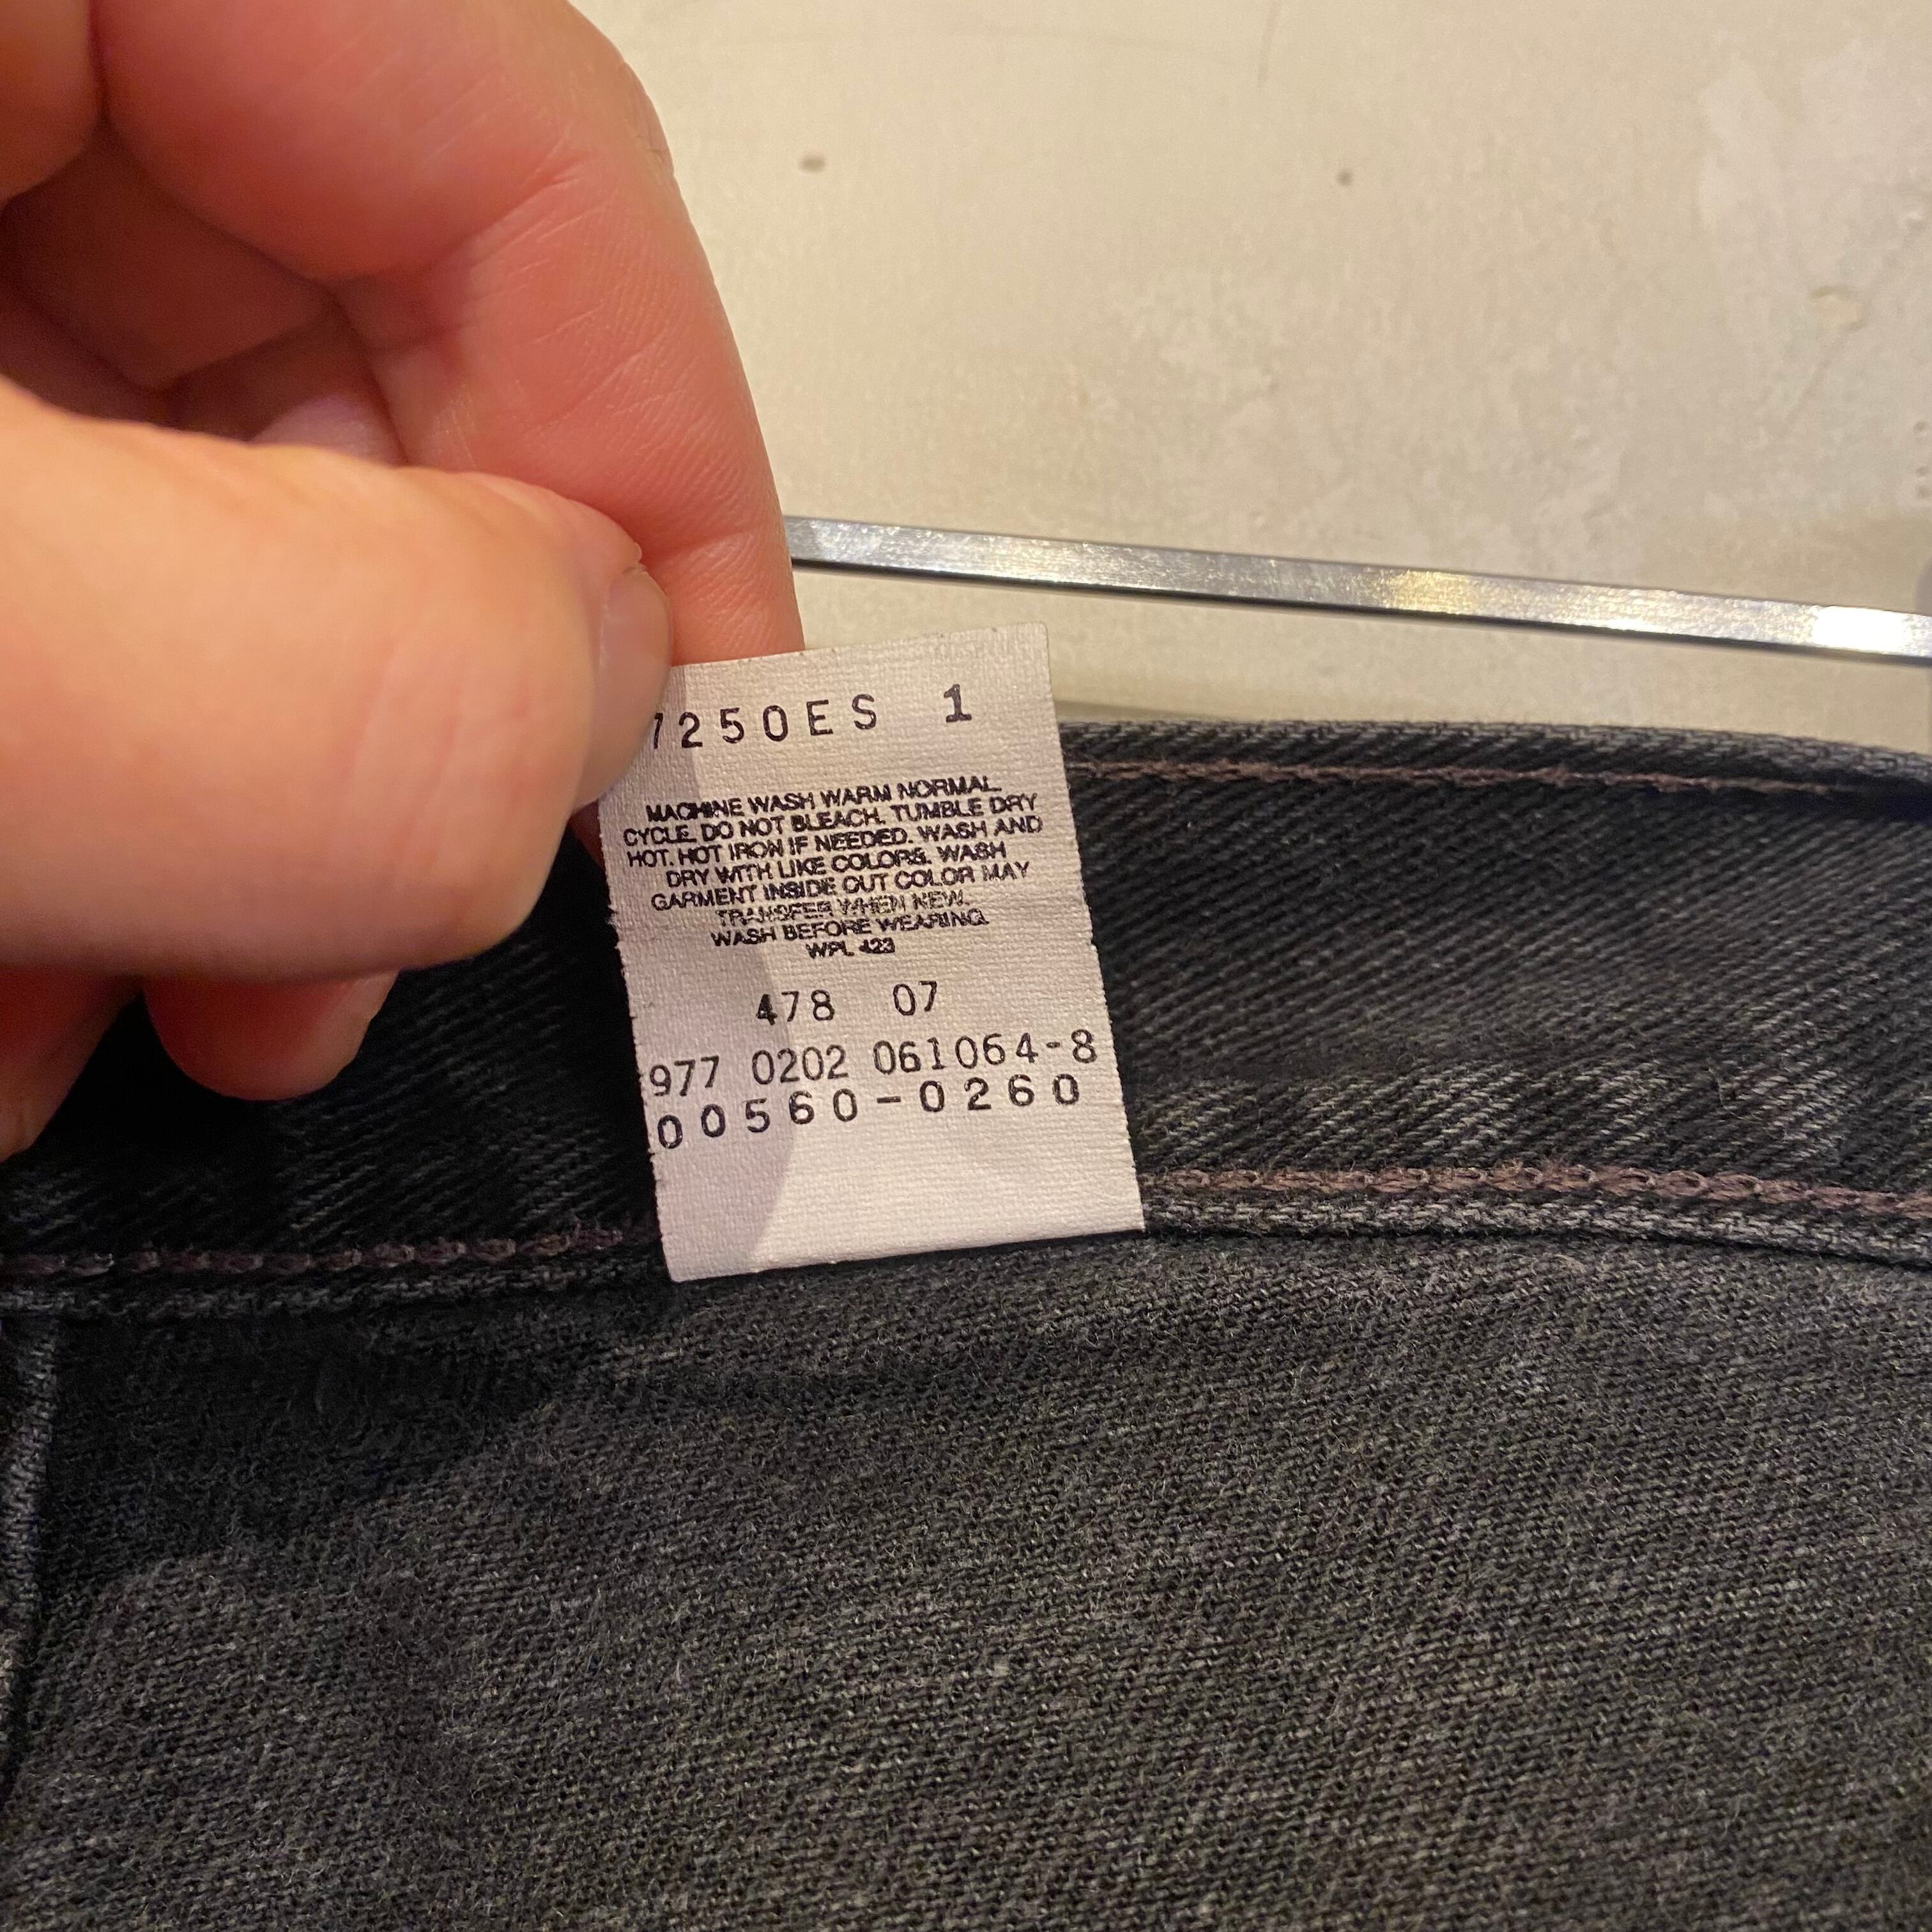 7250ES 1
MACHINE WASH WARM NORMAL
CYCLE. DO NOT BLEACH. TUMBLE DRY
HOT. HOT IRON IF NEEDED. WASH AND
DRY WITH LIKE COLORS. WASH
GARMENT INSIDE OUT COLOR MAY
TRANSFER WHEN NEW.
WASH BEFORE WEARING.
WPL 423
478 07
977 0202 061064-8
00560-0260